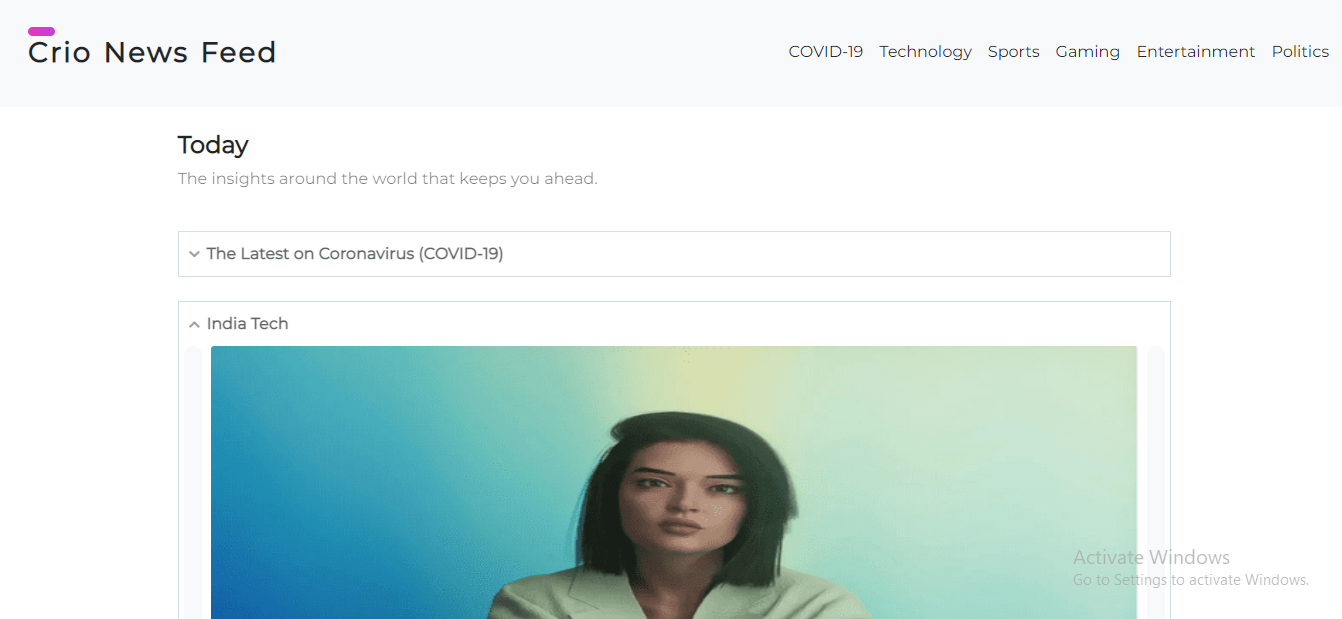 Crio News Feed
COVID-19 Technology Sports Gaming Entertainment Politics
Today
The insights around the world that keeps you ahead.
The Latest on Coronavirus (COVID-19)
India Tech
Activate Windows
Go to Settings to activate Windows.